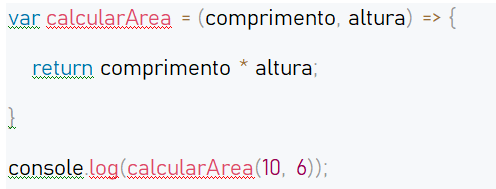 var calcularArea = (comprimento, altura) => {
return comprimento * altura;
}
console.log(calcularArea(10, 6));